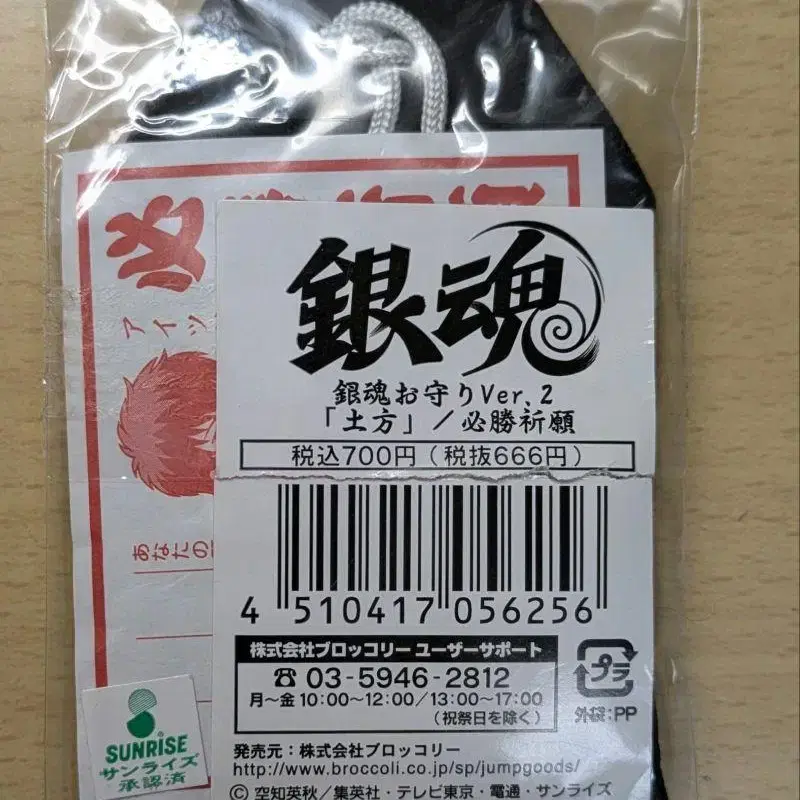 必勝祈願
アイツ
あなたの
銀魂
銀魂お守りVer.2
「土方」/必勝祈願
税込700円(税抜666円)
4 510417 056256
株式会社ブロッコリー ユーザーサポート
☎ 03-5946-2812
月～金 10:00～12:00/13:00～17:00
(祝祭日を除く)
プラ
外袋:PP
発売元:株式会社ブロッコリー
http://www.broccoli.co.jp/sp/jumpgoods/
© 空知英秋/集英社・テレビ東京・電通・サンライズ
SUNRISE
サンライズ
承認済